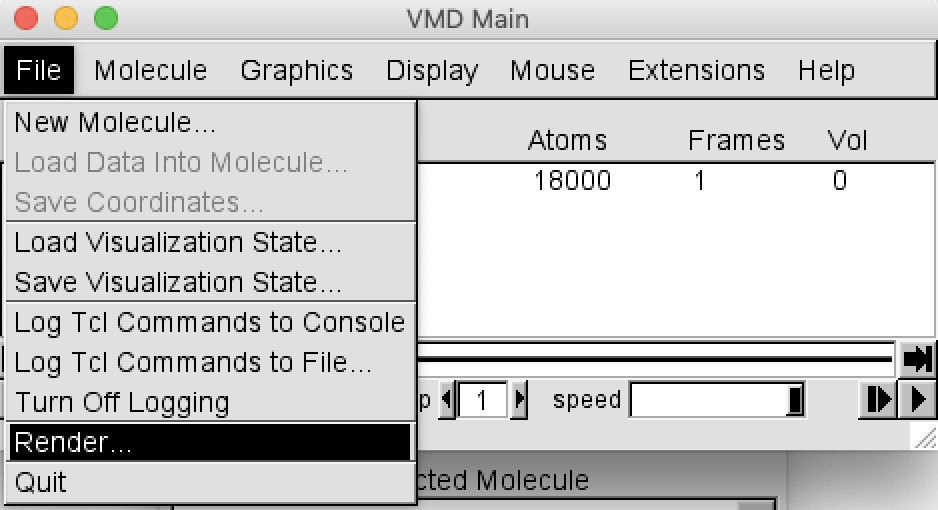 VMD Main
File Molecule Graphics Display Mouse Extensions Help
New Molecule...
Load Data Into Molecule...
Save Coordinates...
Load Visualization State...
Save Visualization State...
Log Tcl Commands to Console
Log Tcl Commands to File...
Turn Off Logging
Render...
Quit
Atoms Frames Vol
18000 1 0
1 speed
Molecule